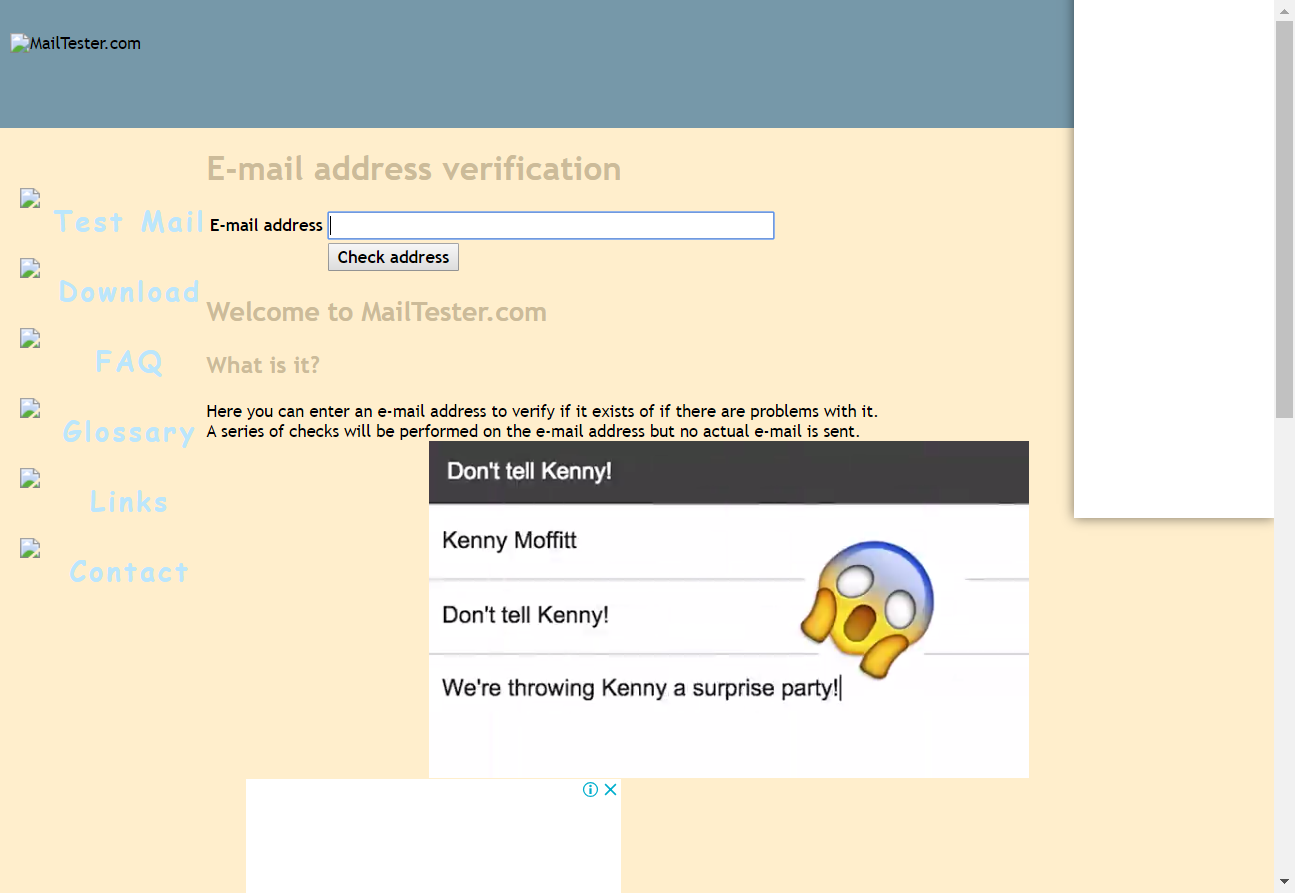 MailTester.com
E-mail address verification
Test Mail
E-mail address
Check address
Download
Welcome to MailTester.com
FAQ
What is it?
Glossary
Here you can enter an e-mail address to verify if it exists of if there are problems with it.
A series of checks will be performed on the e-mail address but no actual e-mail is sent.
Links
Contact
Don't tell Kenny!
Kenny Moffitt
Don't tell Kenny!
We're throwing Kenny a surprise party!